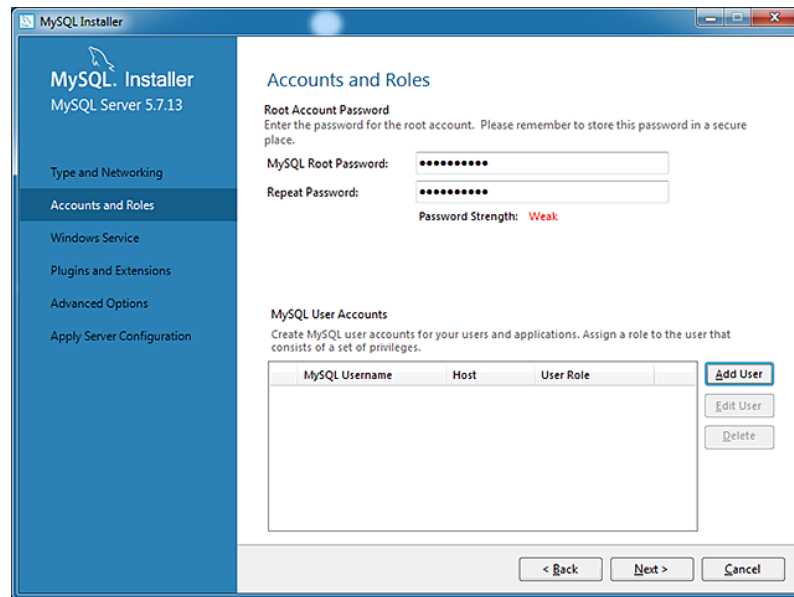 MySQL Installer
MySQL. Installer
MySQL Server 5.7.13
Type and Networking
Accounts and Roles
Windows Service
Plugins and Extensions
Advanced Options
Apply Server Configuration
Accounts and Roles
Root Account Password
Enter the password for the root account. Please remember to store this password in a secure
place.
MySQL Root Password: ●●●●●●●●●●
Repeat Password: ●●●●●●●●●●
Password Strength: Weak
MySQL User Accounts
Create MySQL user accounts for your users and applications. Assign a role to the user that
consists of a set of privileges.
MySQL Username Host User Role
Add User
Edit User
Delete
< Back Next > Cancel